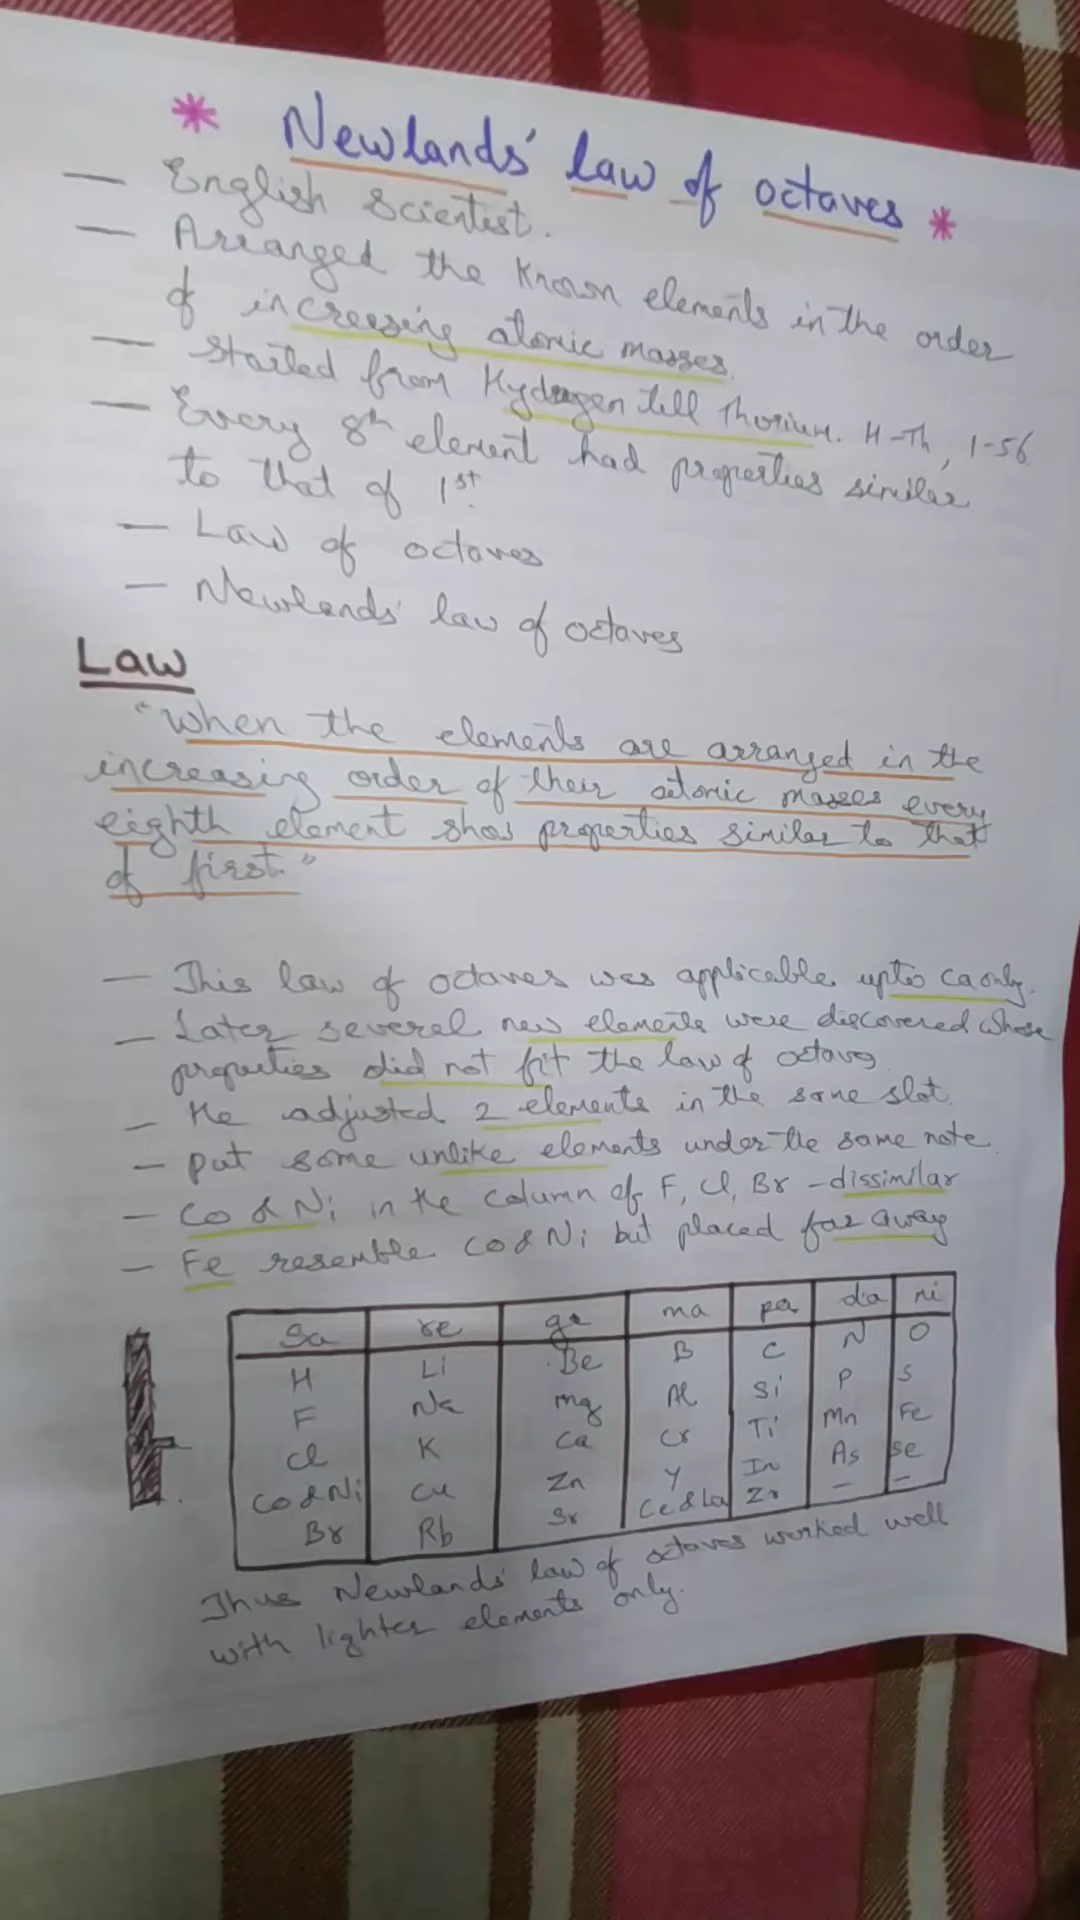 * Newlands' law of octaves *
— English Scientist.
— Arranged the known elements in the order
of increasing atomic masses.
— Started from Hydrogen till Thorium. H-Th, 1-56.
— Every 8th element had properties similar
to that of 1st.
— Law of octaves
— Newlands' law of octaves
Law
"When the elements are arranged in the
increasing order of their atomic masses every
eighth element shows properties similar to that
of first."
— This law of octaves was applicable upto Ca only.
— Later several new elements were discovered whose
properties did not fit the law of octaves
— He adjusted 2 elements in the same slot.
— put some unlike elements under the same note.
— Co & Ni in the column of F, Cl, Br - dissimilar
— Fe resemble Co & Ni but placed far away
Sa re ga ma pa da ni
H Li Be B C N O
F Na Mg Al Si P S
Cl K Ca Cr Ti Mn Fe
Co & Ni Cu Zn Y In As Se
Br Rb Sr Ce & La Zr — —
Thus Newlands' law of octaves worked well
with lighter elements only.